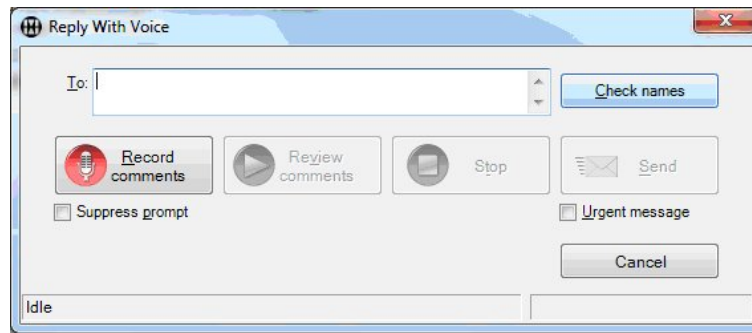 Reply With Voice
To:
Check names
Record
comments
Review
comments
Stop
Send
Suppress prompt
Urgent message
Cancel
Idle